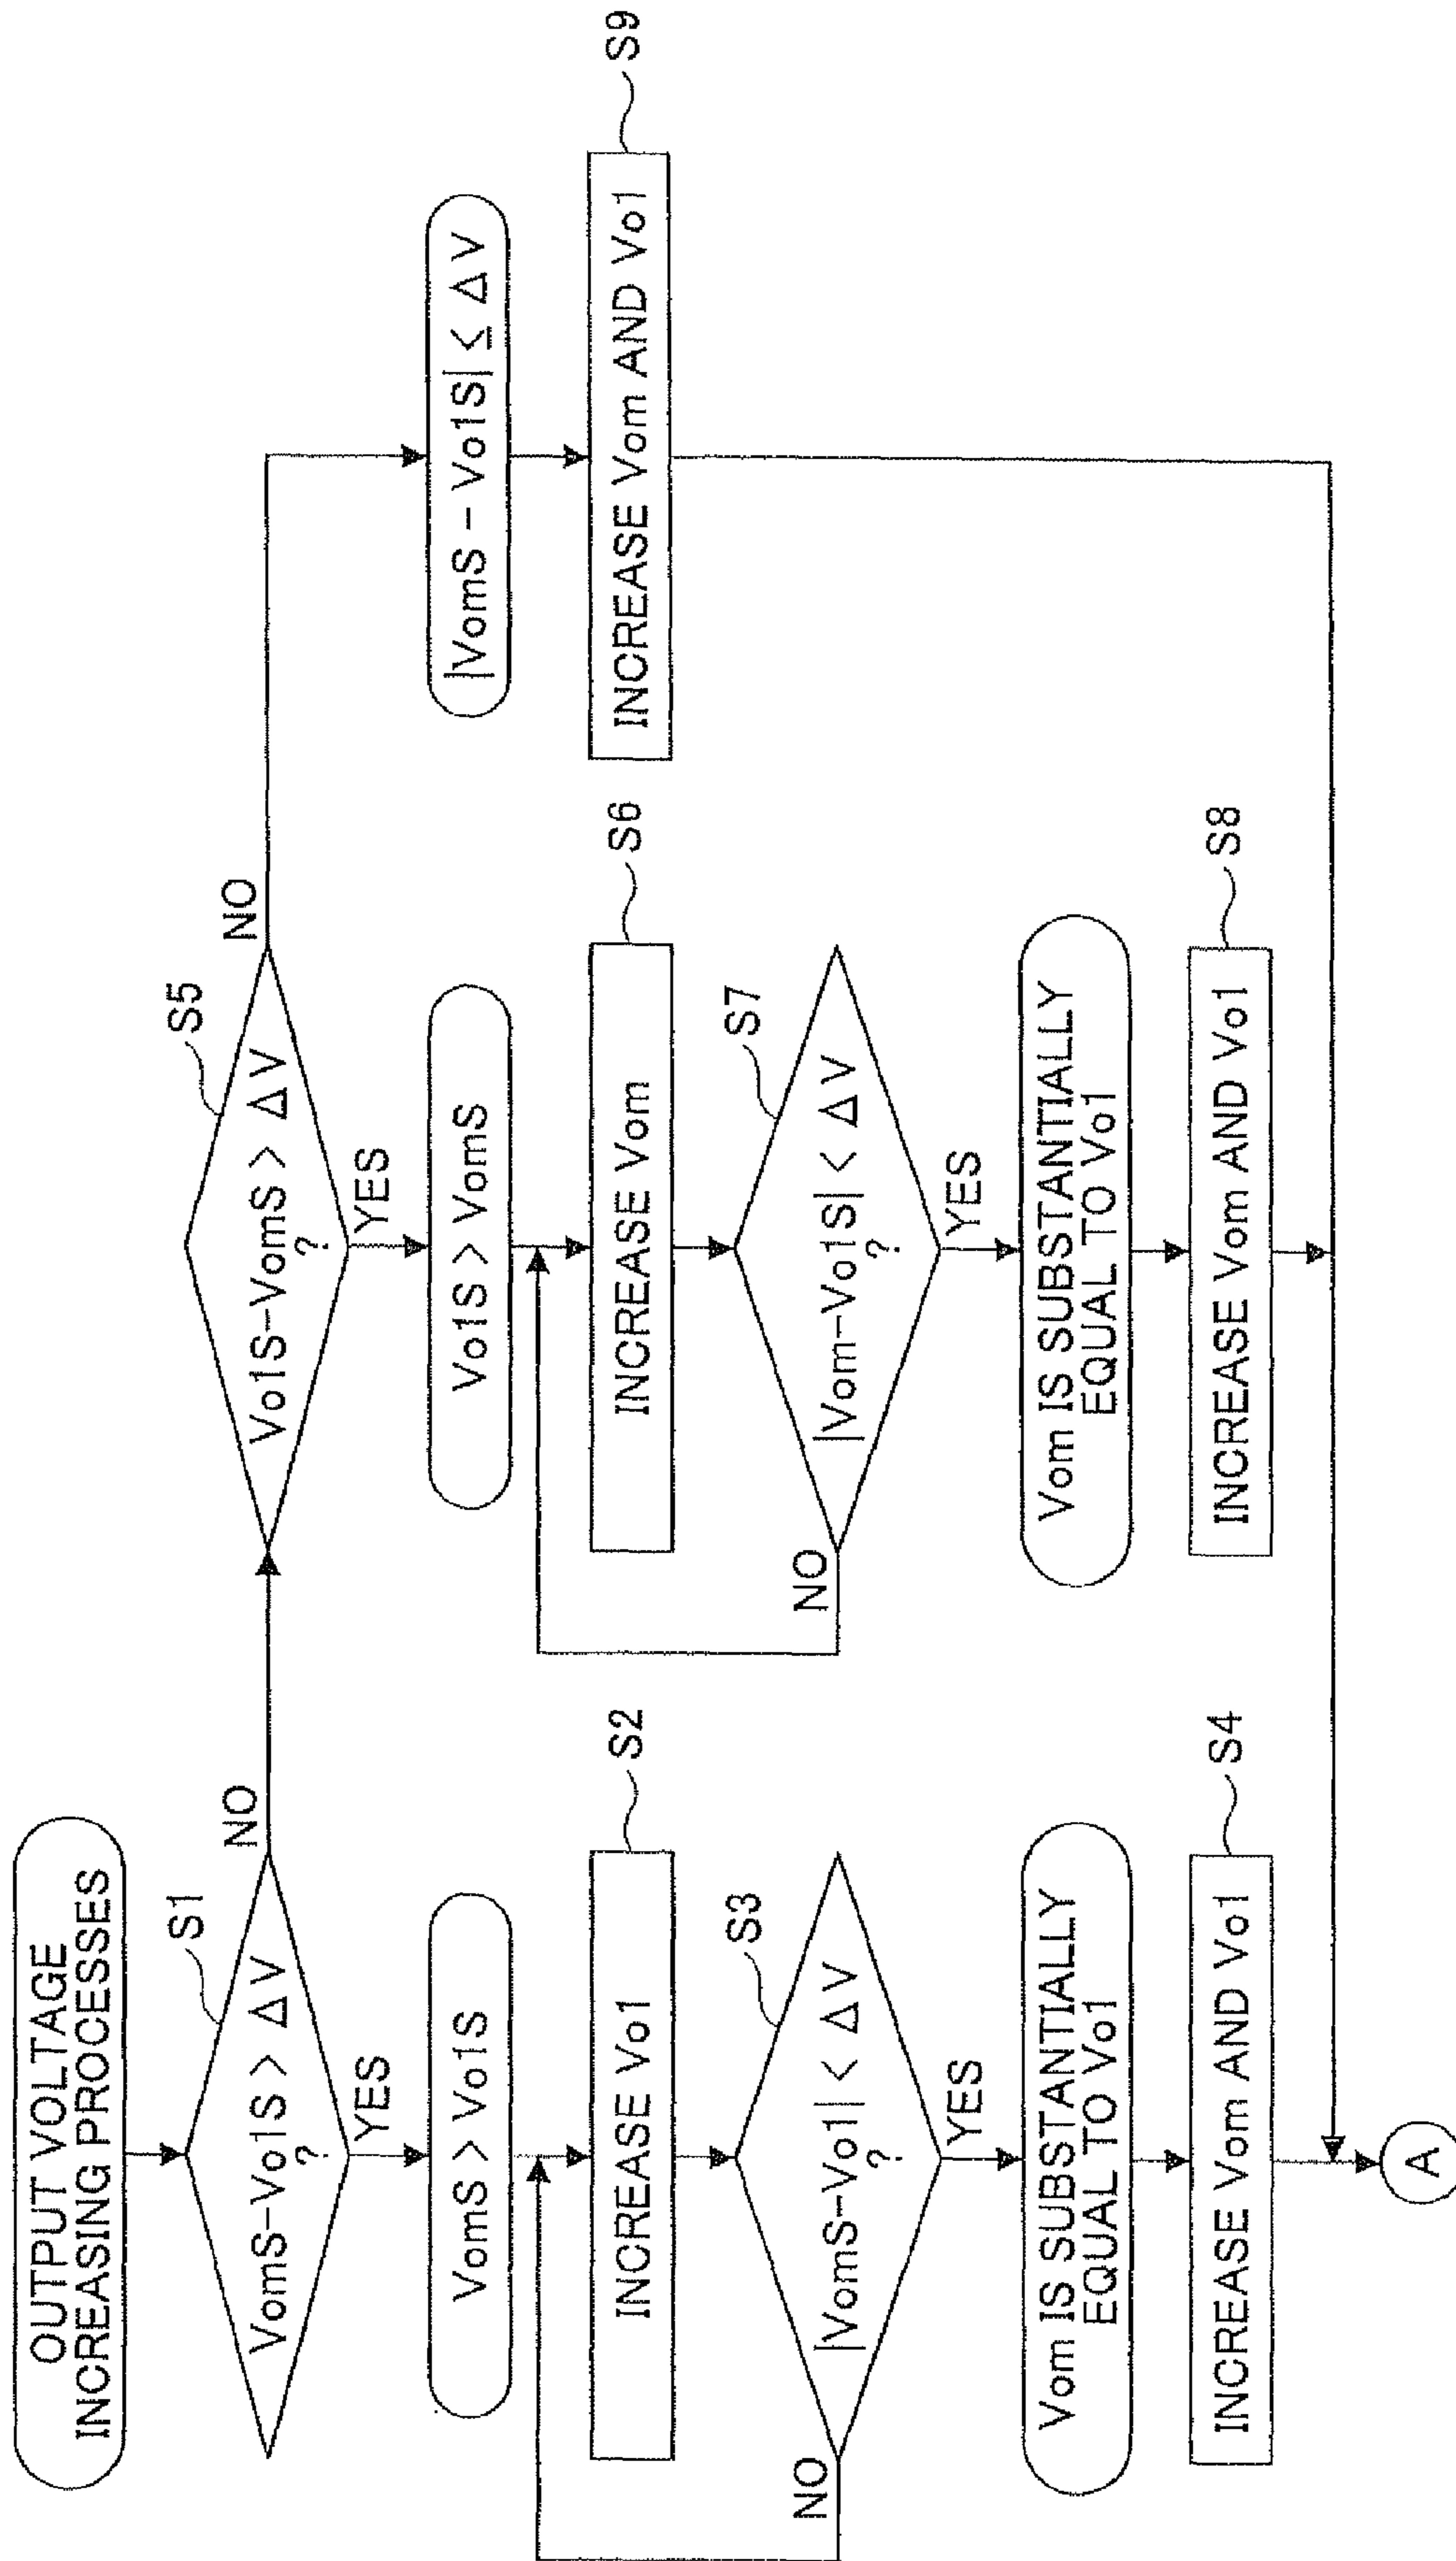 OUTPUT VOLTAGE
INCREASING PROCESSES
S1
VomS-Vo1S > ΔV
?
NO
YES
VomS > Vo1S
INCREASE Vo1
S2
S3
|VomS-Vo1| < ΔV
?
NO
YES
Vom IS SUBSTANTIALLY
EQUAL TO Vo1
INCREASE Vom AND Vo1
S4
S5
Vo1S-VomS > ΔV
?
NO
YES
Vo1S > VomS
INCREASE Vom
S6
S7
|Vom-Vo1S| < ΔV
?
NO
YES
Vom IS SUBSTANTIALLY
EQUAL TO Vo1
INCREASE Vom AND Vo1
S8
|VomS - Vo1S| ≤ ΔV
INCREASE Vom AND Vo1
S9
A